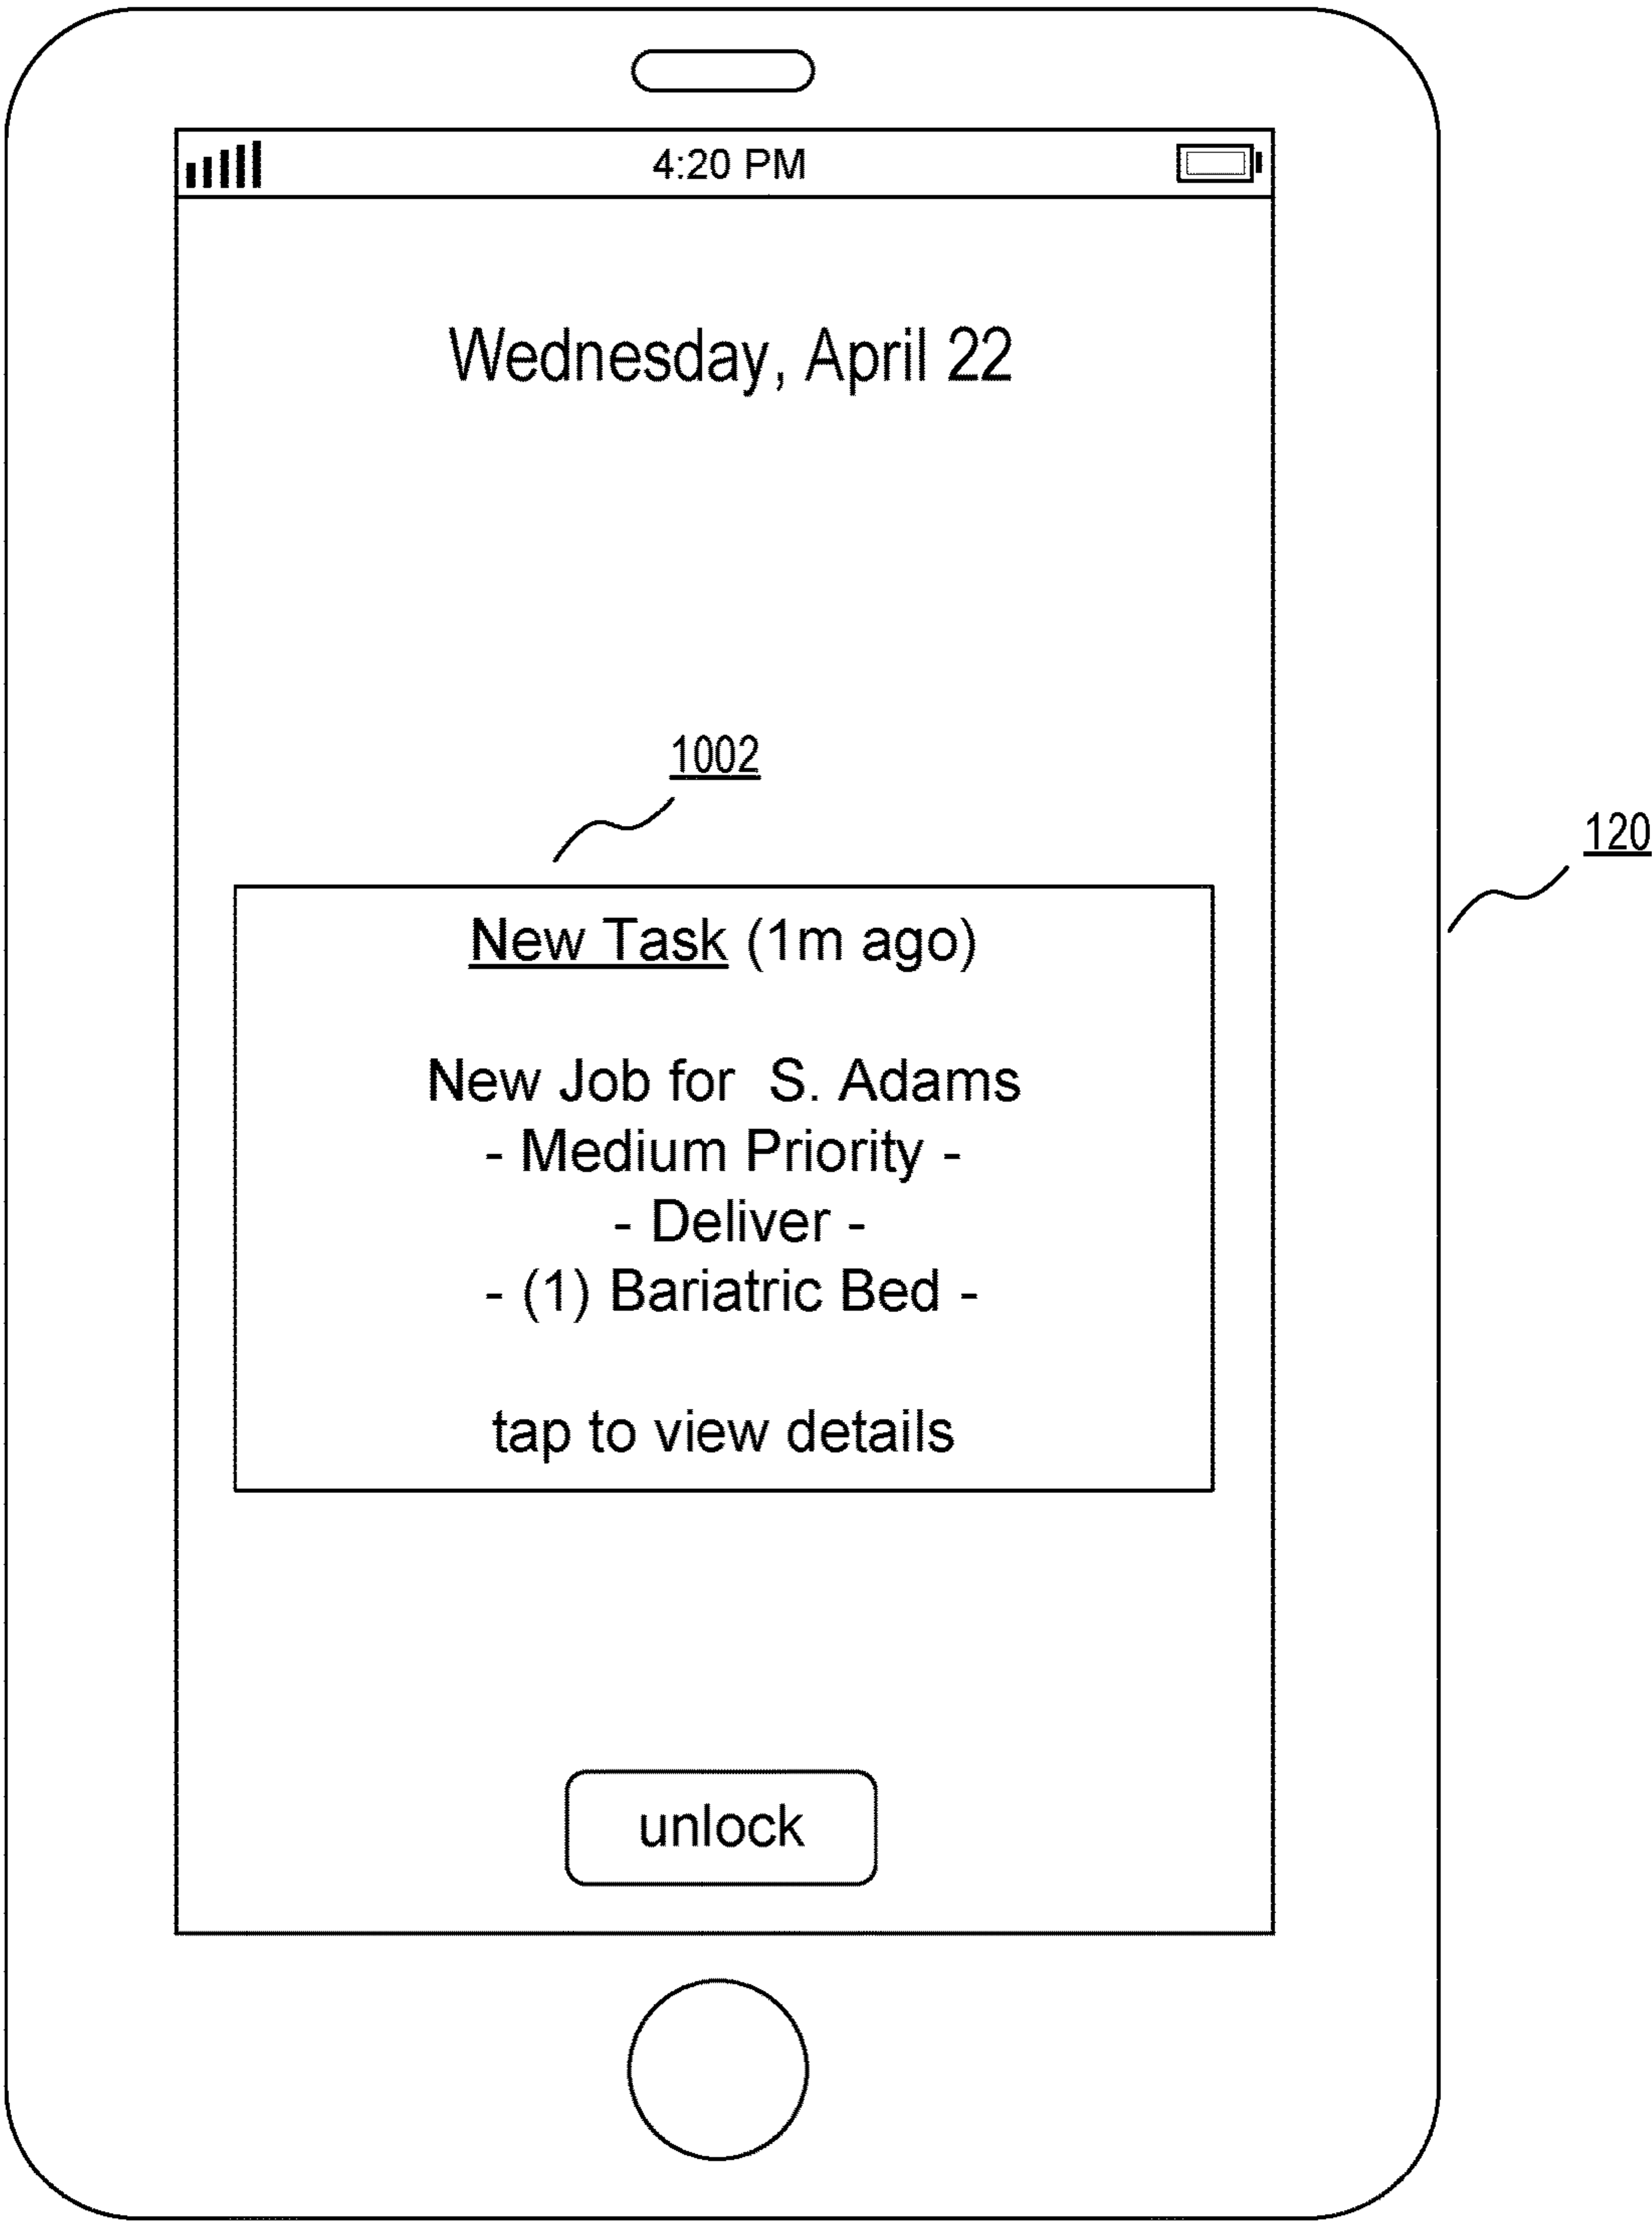 4:20 PM
Wednesday, April 22
1002
120
New Task (1m ago)
New Job for  S. Adams
- Medium Priority -
- Deliver -
- (1) Bariatric Bed -
tap to view details
unlock